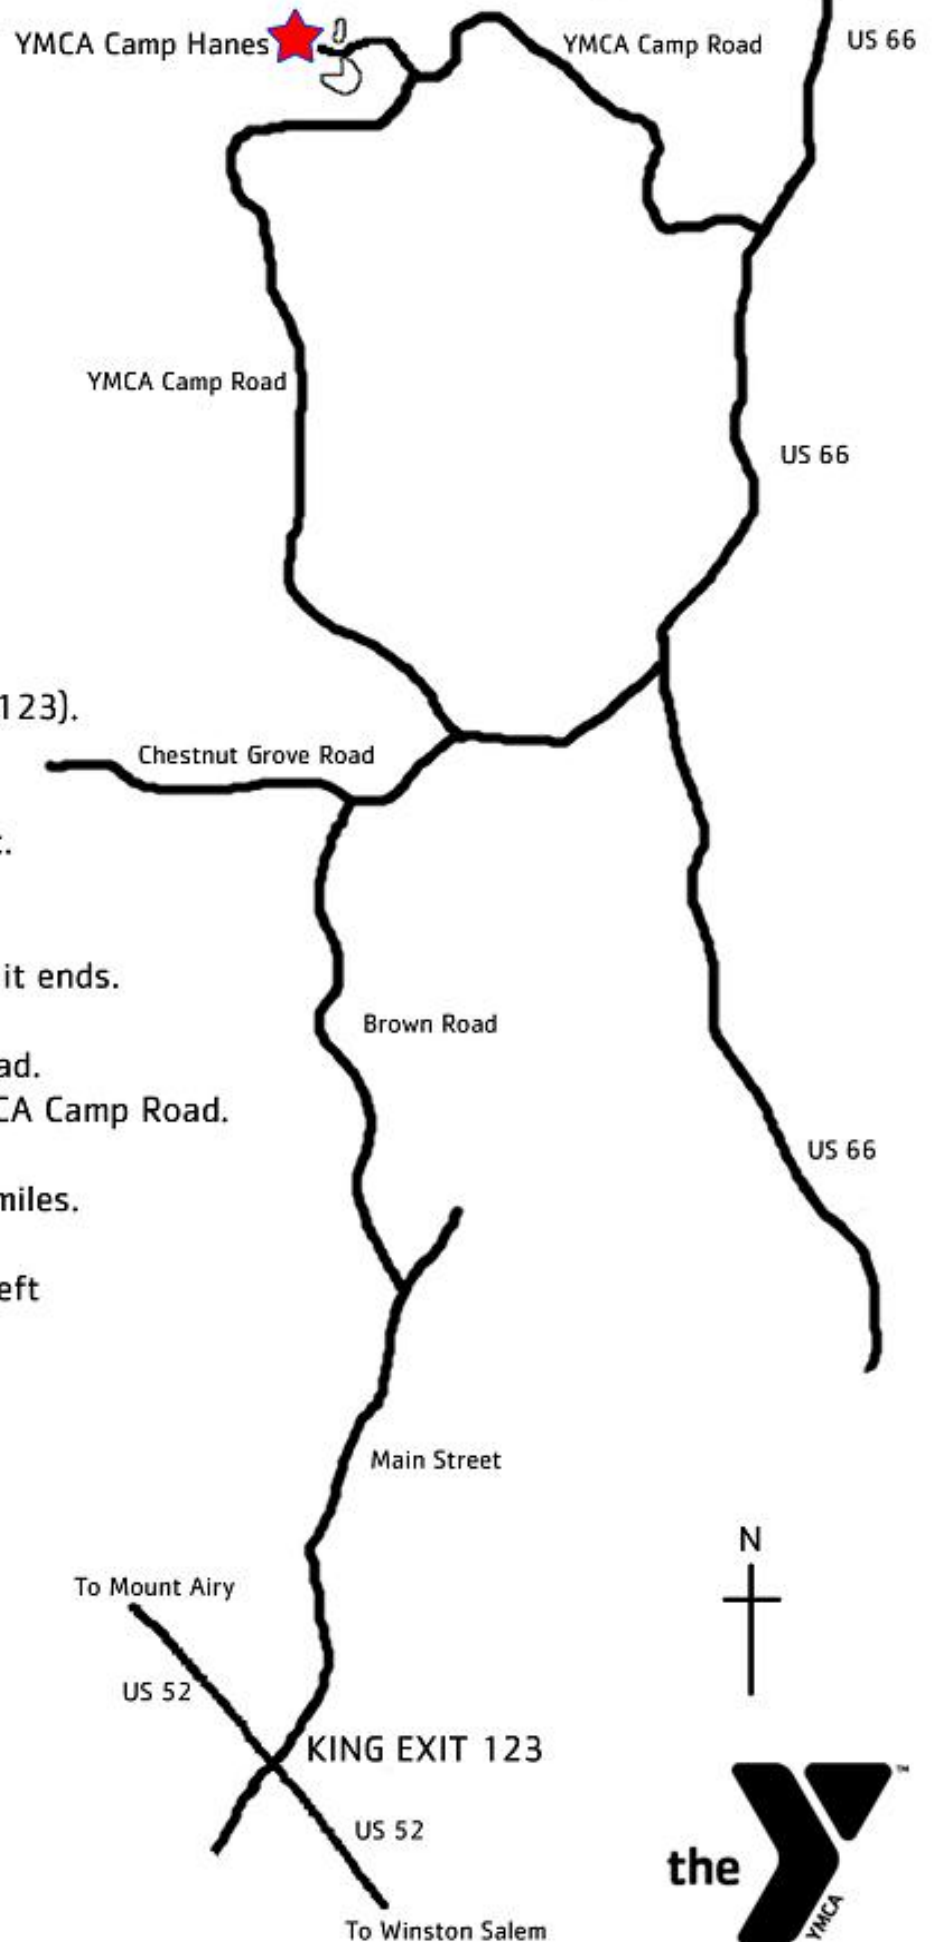 YMCA Camp Hanes
YMCA Camp Road
US 66
YMCA Camp Road
US 66
123).
Chestnut Grove Road
it ends.
Brown Road
ad.
CA Camp Road.
US 66
miles.
eft
Main Street
N
To Mount Airy
US 52
KING EXIT 123
US 52
the
YMCA
TM
To Winston Salem